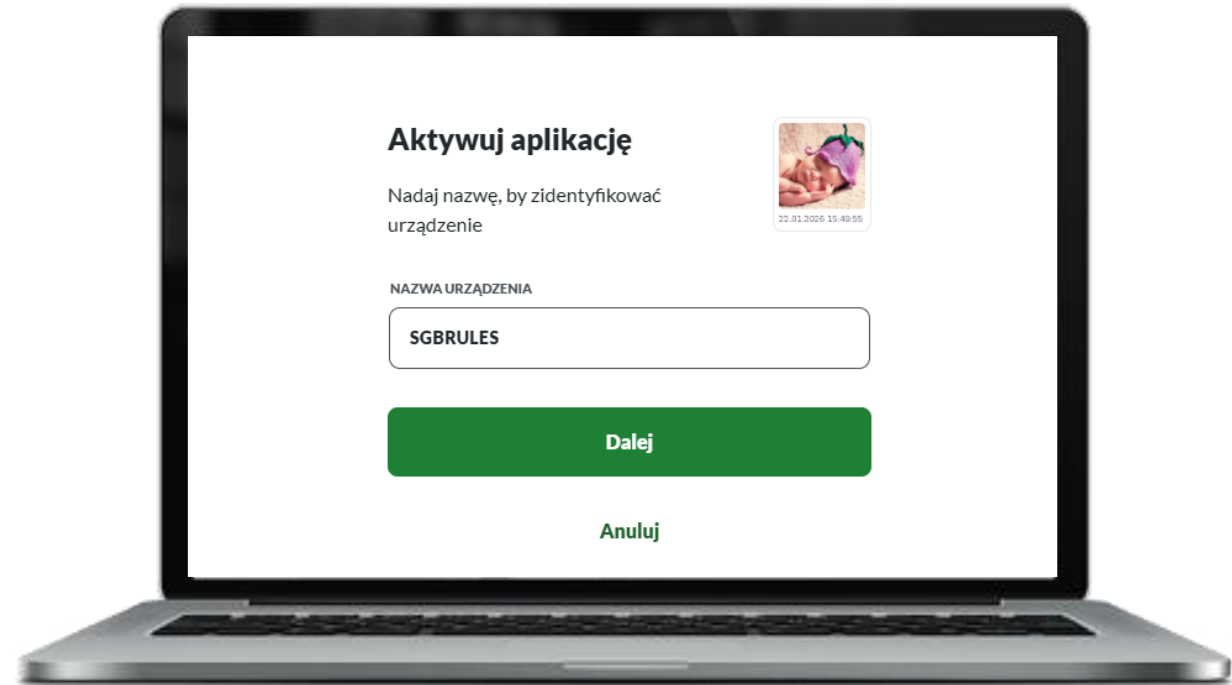 Aktywuj aplikację
Nadaj nazwę, by zidentyfikować
urządzenie
22.01.2026 15:49:55
NAZWA URZĄDZENIA
SGBRULES
Dalej
Anuluj